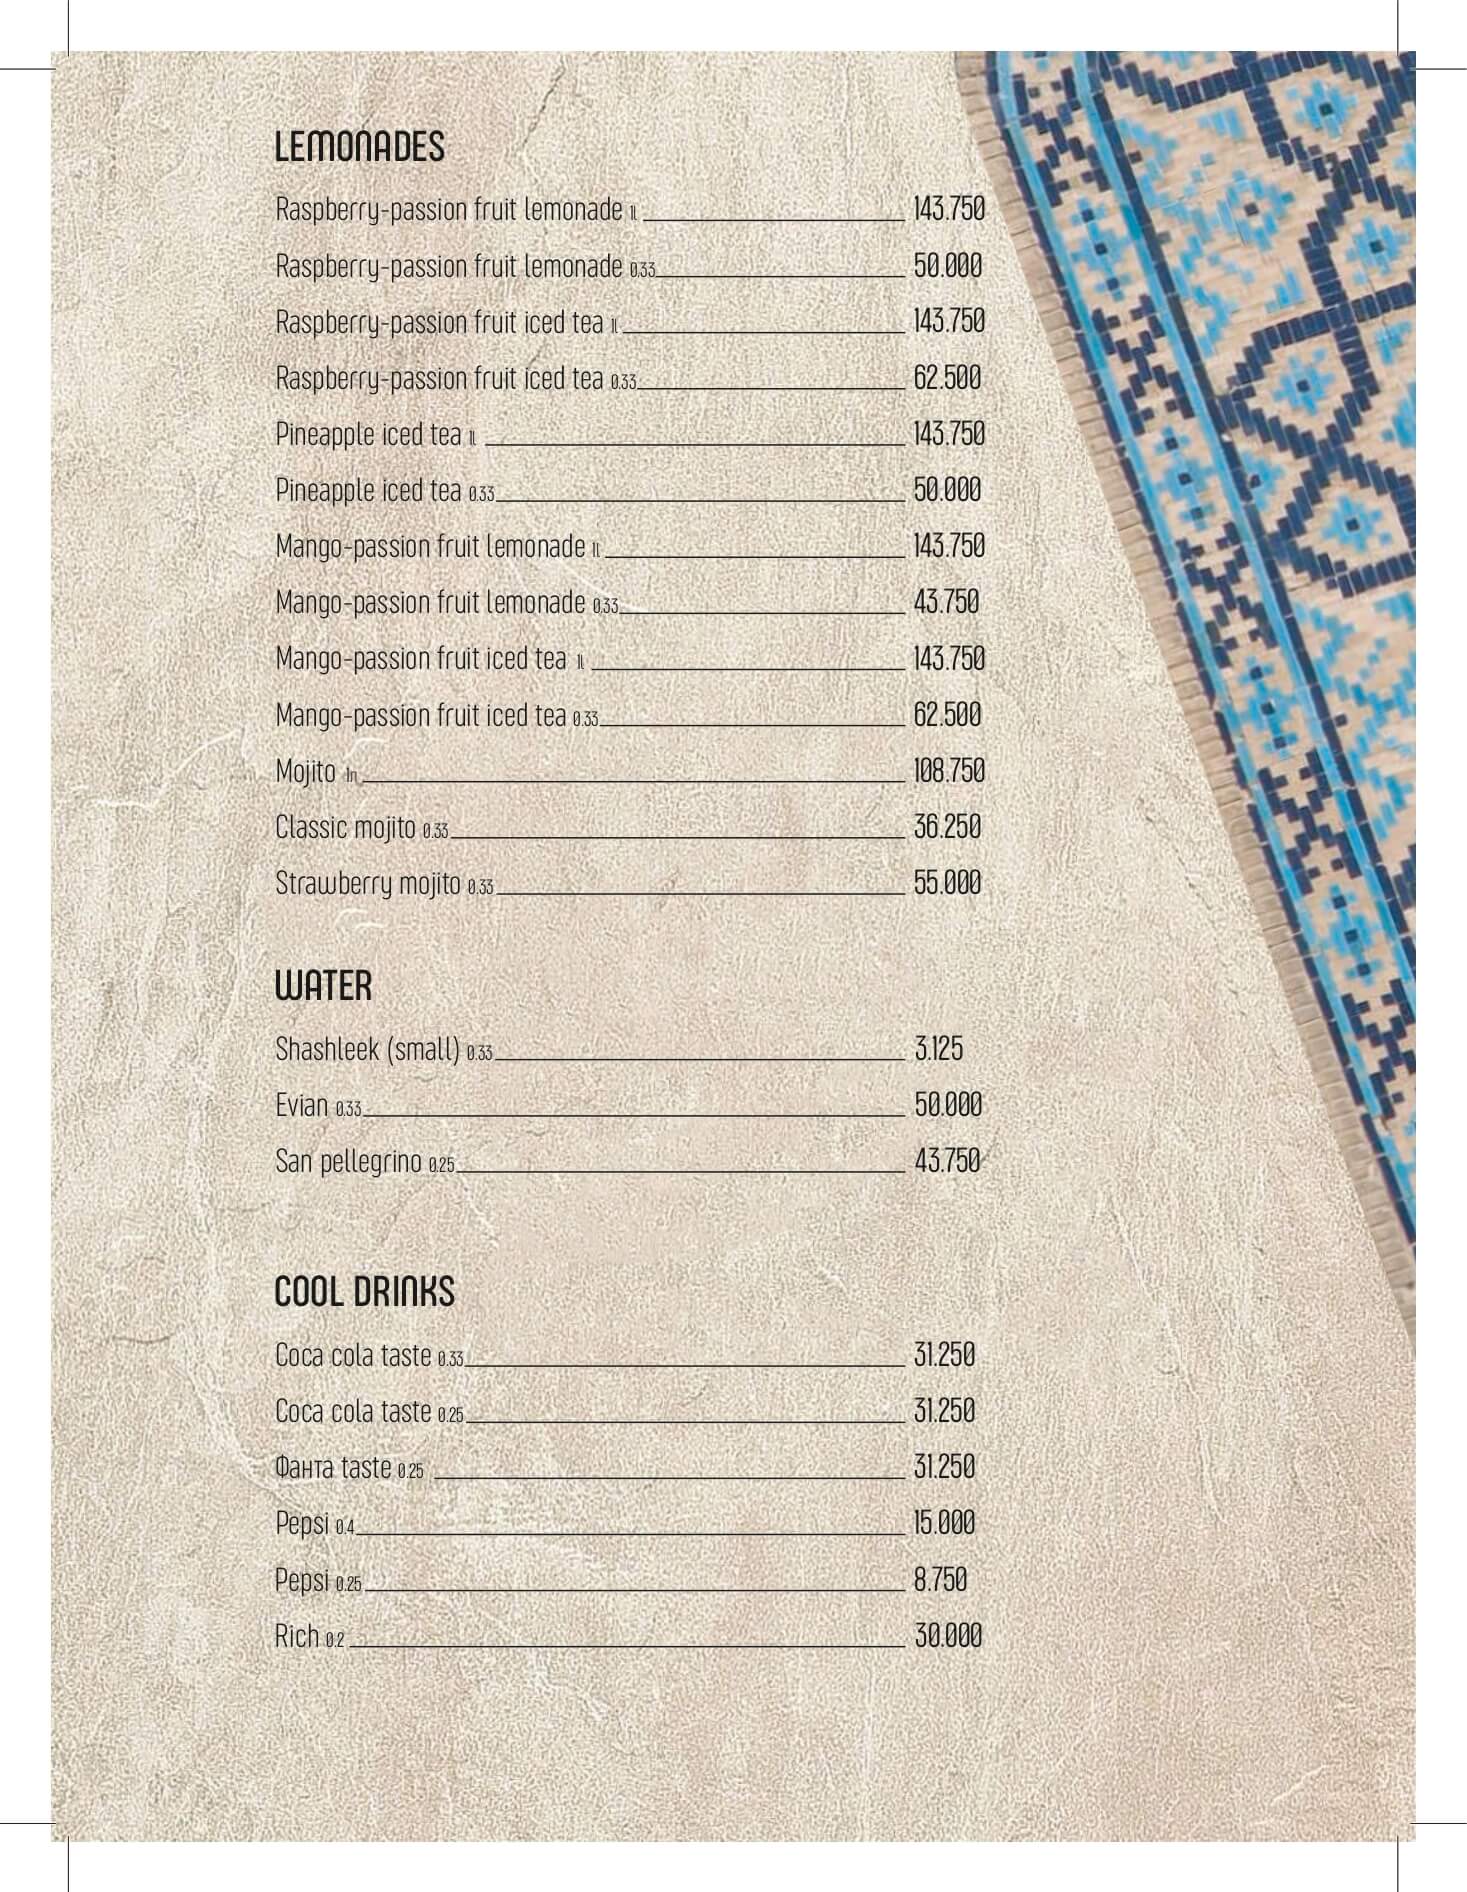 LEMONADES
Raspberry-passion fruit lemonade 1L 143.750
Raspberry-passion fruit lemonade 0.33 50.000
Raspberry-passion fruit iced tea 1L 143.750
Raspberry-passion fruit iced tea 0.33 62.500
Pineapple iced tea 1L 143.750
Pineapple iced tea 0.33 50.000
Mango-passion fruit lemonade 1L 143.750
Mango-passion fruit lemonade 0.33 43.750
Mango-passion fruit iced tea 1L 143.750
Mango-passion fruit iced tea 0.33 62.500
Mojito 1л 108.750
Classic mojito 0.33 36.250
Strawberry mojito 0.33 55.000
WATER
Shashleek (small) 0.33 3.125
Evian 0.33 50.000
San pellegrino 0.25 43.750
COOL DRINKS
Coca cola taste 0.33 31.250
Coca cola taste 0.25 31.250
Фанта taste 0.25 31.250
Pepsi 0.4 15.000
Pepsi 0.25 8.750
Rich 0.2 30.000